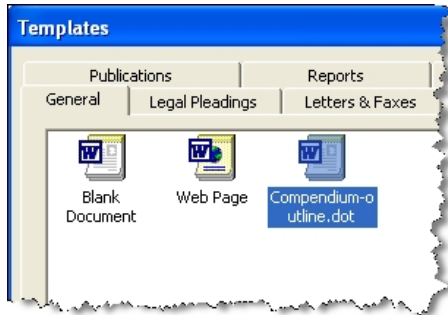 Templates
Publications
Reports
General
Legal Pleadings
Letters & Faxes
Blank
Document
Web Page
Compendium-o
utline.dot